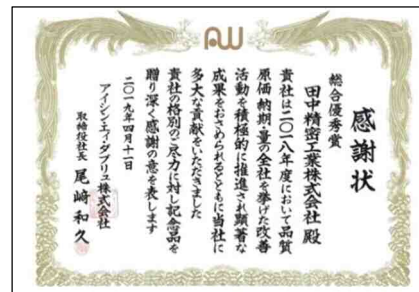 AW
感謝状
総合優秀賞
田中精密工業株式会社 殿
貴社は二〇一八年度において品質
原価・納期・量の全社を挙げた改善
活動を積極的に推進され顕著な
成果をおさめられるとともに当社に
多大な貢献をいただきました
貴社の格別のご尽力に対し記念品を
贈り深く感謝の意を表します
二〇一九年四月十一日
アイシン・エィ・ダブリュ株式会社
取締役社長 尾﨑和久